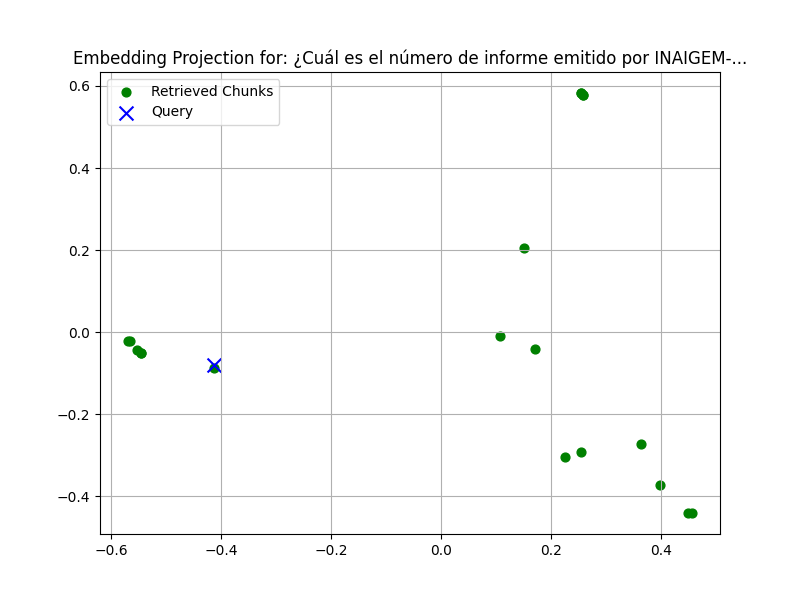 Embedding Projection for: ¿Cuál es el número de informe emitido por INAIGEM-...
Retrieved Chunks
Query
0.6
0.4
0.2
0.0
−0.2
−0.4
−0.6 −0.4 −0.2 0.0 0.2 0.4